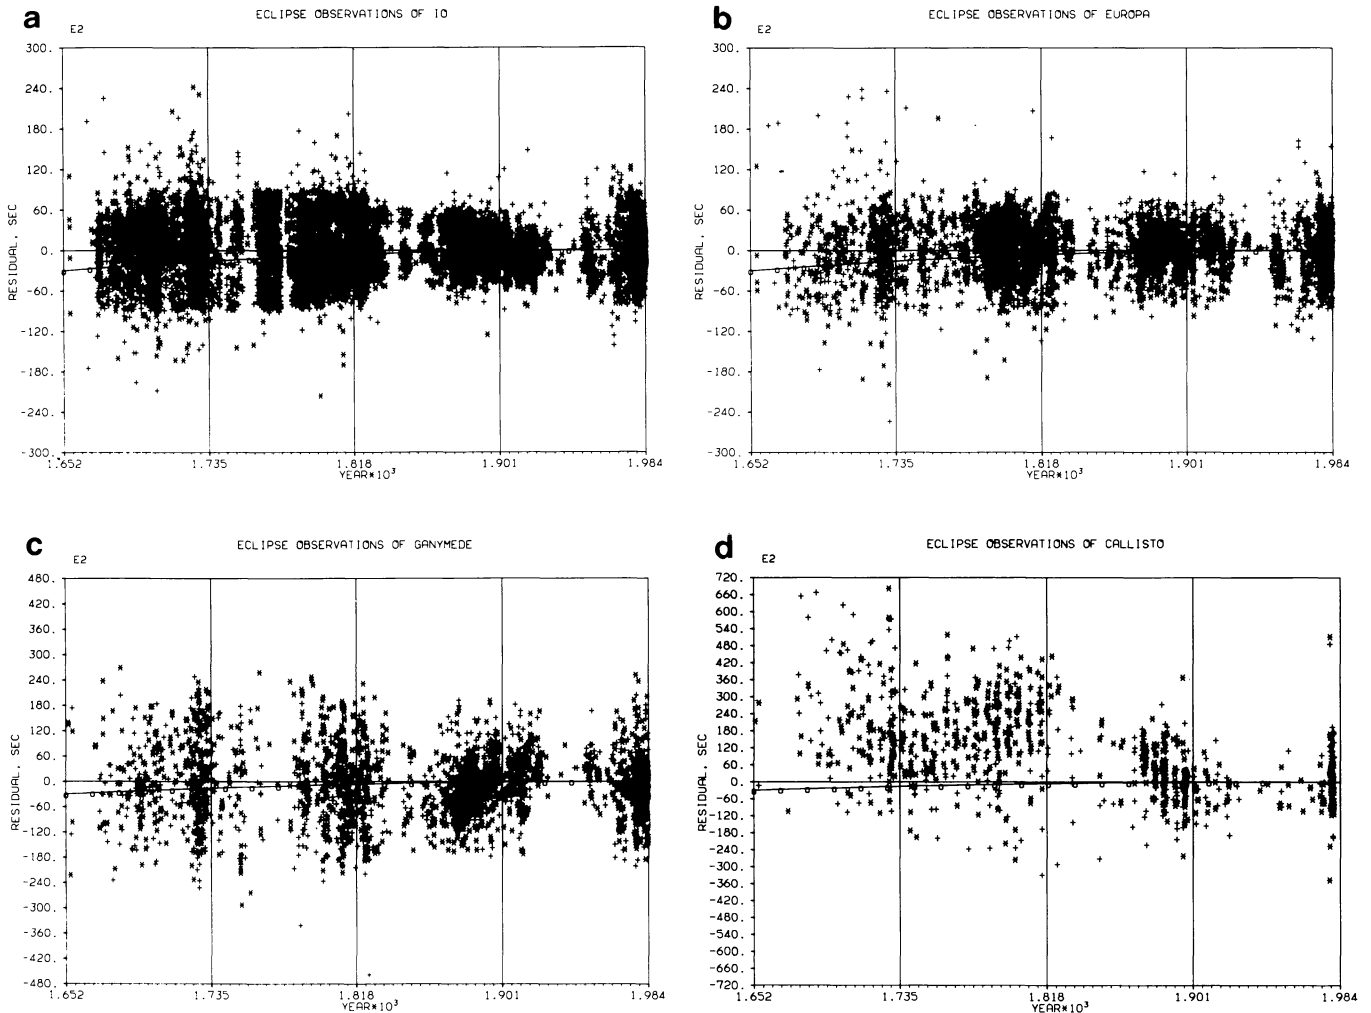 a
ECLIPSE OBSERVATIONS OF IO
E2
300.
240.
180.
120.
60.
0.
-60.
-120.
-180.
-240.
-300.
RESIDUAL, SEC
1.652 1.735 1.818 1.901 1.984
YEAR*10³
b
ECLIPSE OBSERVATIONS OF EUROPA
E2
300.
240.
180.
120.
60.
0.
-60.
-120.
-180.
-240.
-300.
RESIDUAL, SEC
1.652 1.735 1.818 1.901 1.984
YEAR*10³
c
ECLIPSE OBSERVATIONS OF GANYMEDE
E2
480.
420.
360.
300.
240.
180.
120.
60.
0.
-60.
-120.
-180.
-240.
-300.
-360.
-420.
-480.
RESIDUAL, SEC
1.652 1.735 1.818 1.901 1.984
YEAR*10³
d
ECLIPSE OBSERVATIONS OF CALLISTO
E2
720.
660.
600.
540.
480.
420.
360.
300.
240.
180.
120.
60.
0.
-60.
-120.
-180.
-240.
-300.
-360.
-420.
-480.
-540.
-600.
-660.
-720.
RESIDUAL, SEC
1.652 1.735 1.818 1.901 1.984
YEAR*10³